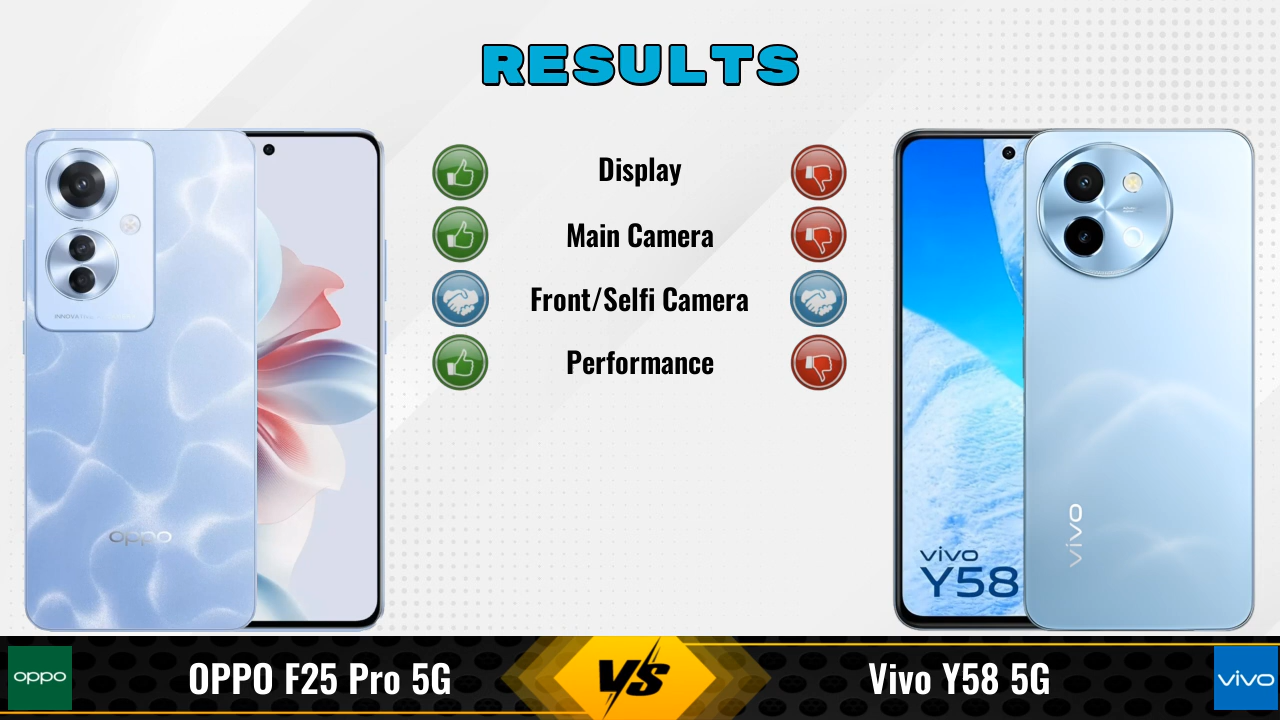 RESULTS
Display
Main Camera
Front/Selfi Camera
Performance
oppo
vivo
vivo
Y58
oppo
OPPO F25 Pro 5G
VS
Vivo Y58 5G
vivo